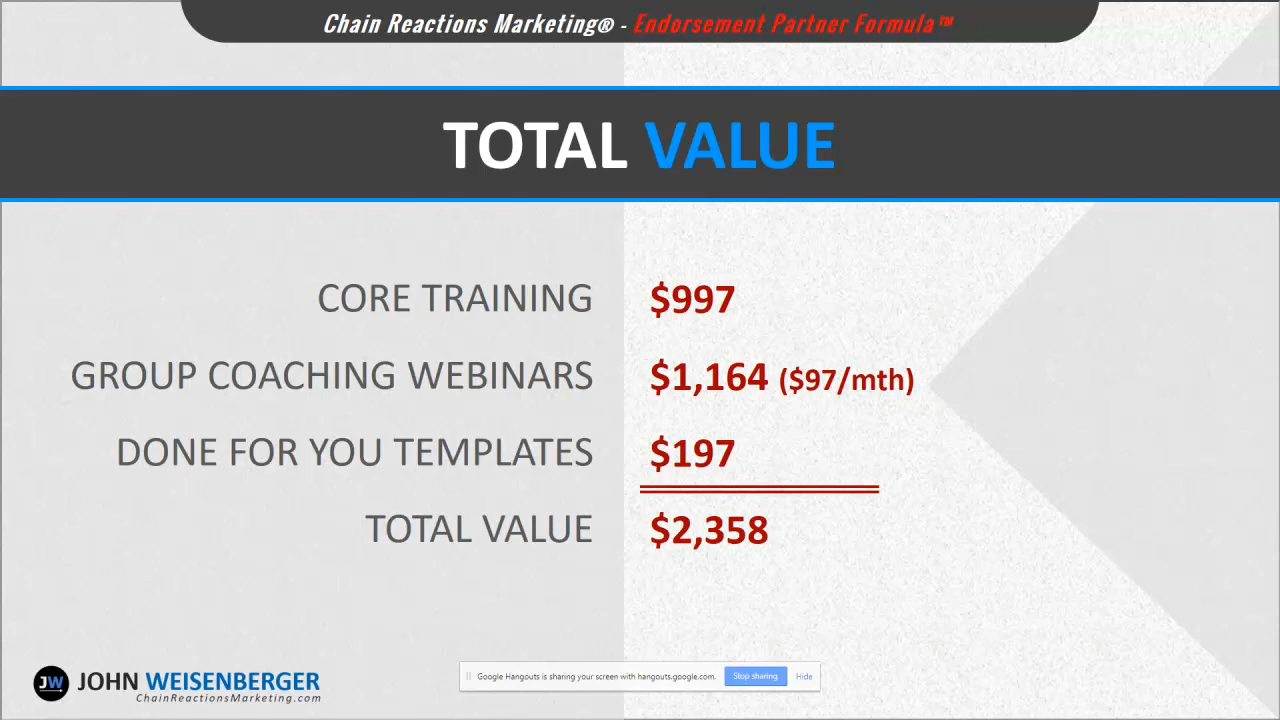 Chain Reactions Marketing® - Endorsement Partner Formula™
TOTAL VALUE
CORE TRAINING $997
GROUP COACHING WEBINARS $1,164 ($97/mth)
DONE FOR YOU TEMPLATES $197
TOTAL VALUE $2,358
JW JOHN WEISENBERGER
ChainReactionsMarketing.com
Google Hangouts is sharing your screen with hangouts.google.com. Stop sharing Hide